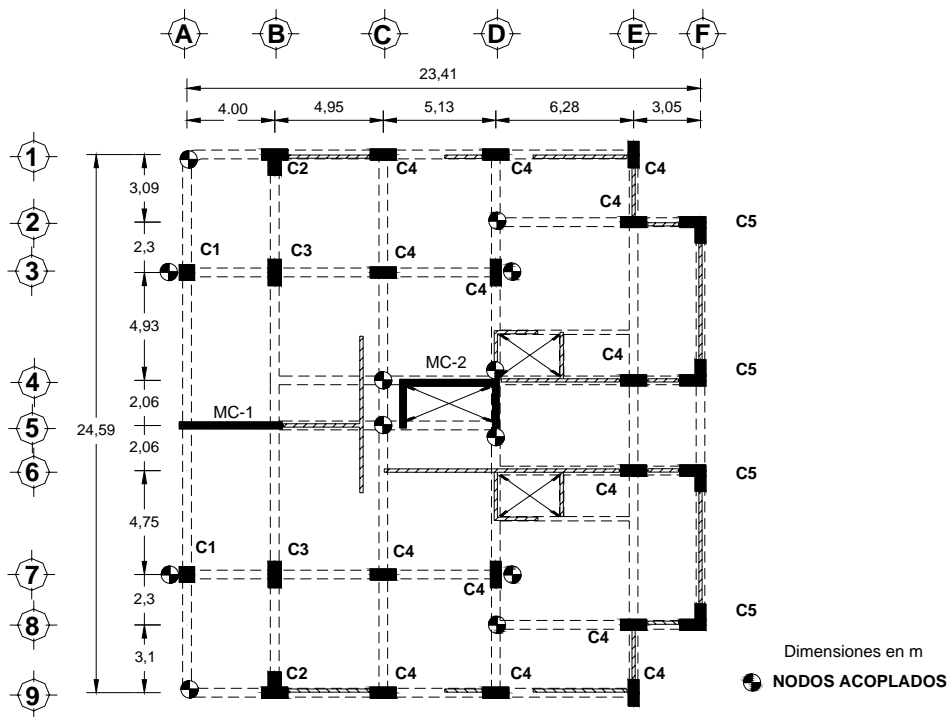 A B C D E F
23,41
4.00 4,95 5,13 6,28 3,05
1
C2 C4 C4 C4
3,09
C4
2
C5
2,3
C1 C3 C4
3
C4
4,93
MC-2
C4
C5
4
2,06
MC-1
5
24,59
2,06
6
C4
C5
4,75
C1 C3 C4
7
C4
2,3
C5
8
C4
3,1
C2 C4 C4 C4
9
Dimensiones en m
NODOS ACOPLADOS